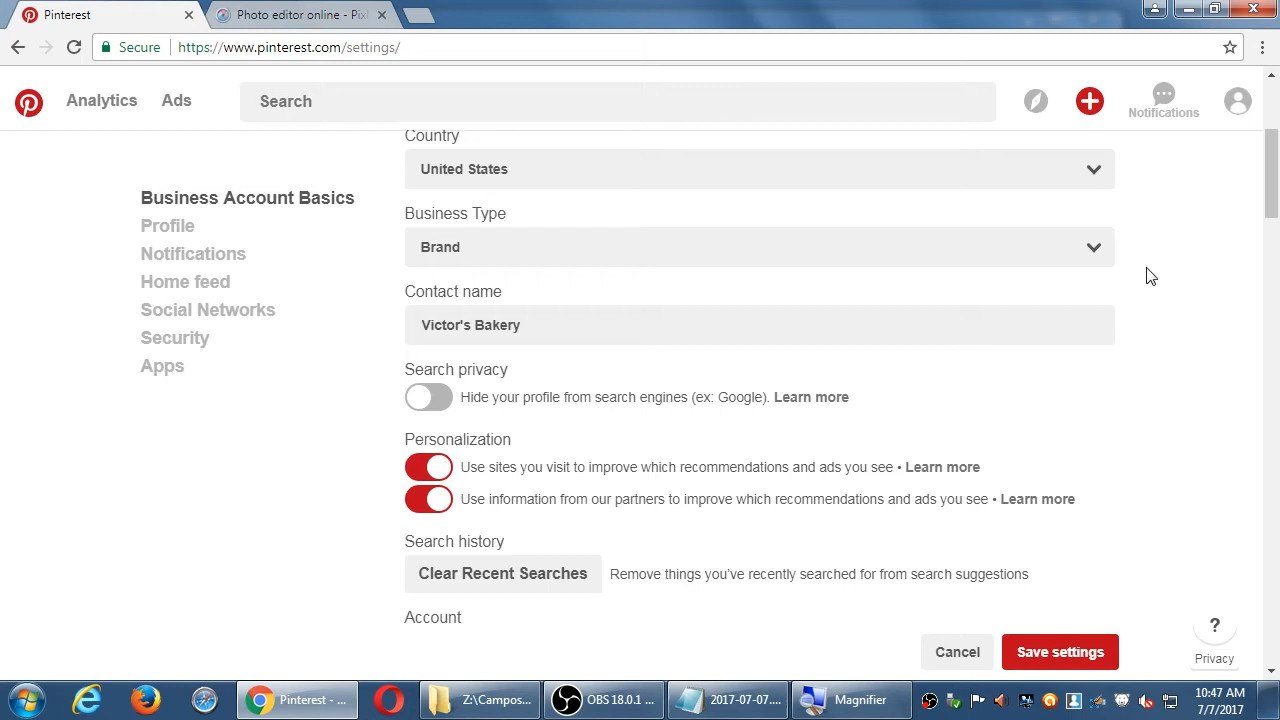 Pinterest
Photo editor online - Pixl
Secure
https://www.pinterest.com/settings/
Analytics
Ads
Search
Notifications
Country
United States
Business Account Basics
Profile
Notifications
Home feed
Social Networks
Security
Apps
Business Type
Brand
Contact name
Victor's Bakery
Search privacy
Hide your profile from search engines (ex: Google). Learn more
Personalization
Use sites you visit to improve which recommendations and ads you see • Learn more
Use information from our partners to improve which recommendations and ads you see • Learn more
Search history
Clear Recent Searches
Remove things you've recently searched for from search suggestions
Account
Cancel
Save settings
?
Privacy
Pinterest - ...
Z:\Campos...
OBS 18.0.1 ...
2017-07-07....
Magnifier
10:47 AM
7/7/2017